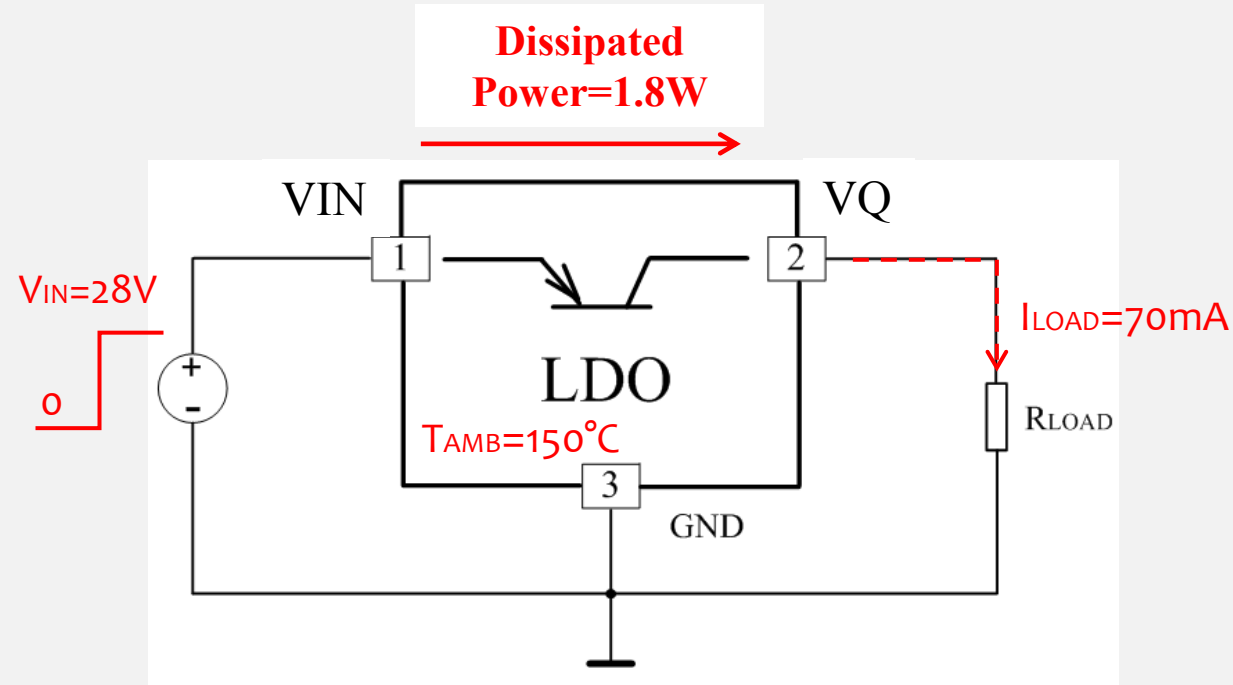 Dissipated
Power=1.8W
VIN
VQ
1
2
VIN=28V
ILOAD=70mA
+
-
0
LDO
RLOAD
TAMB=150°C
3
GND